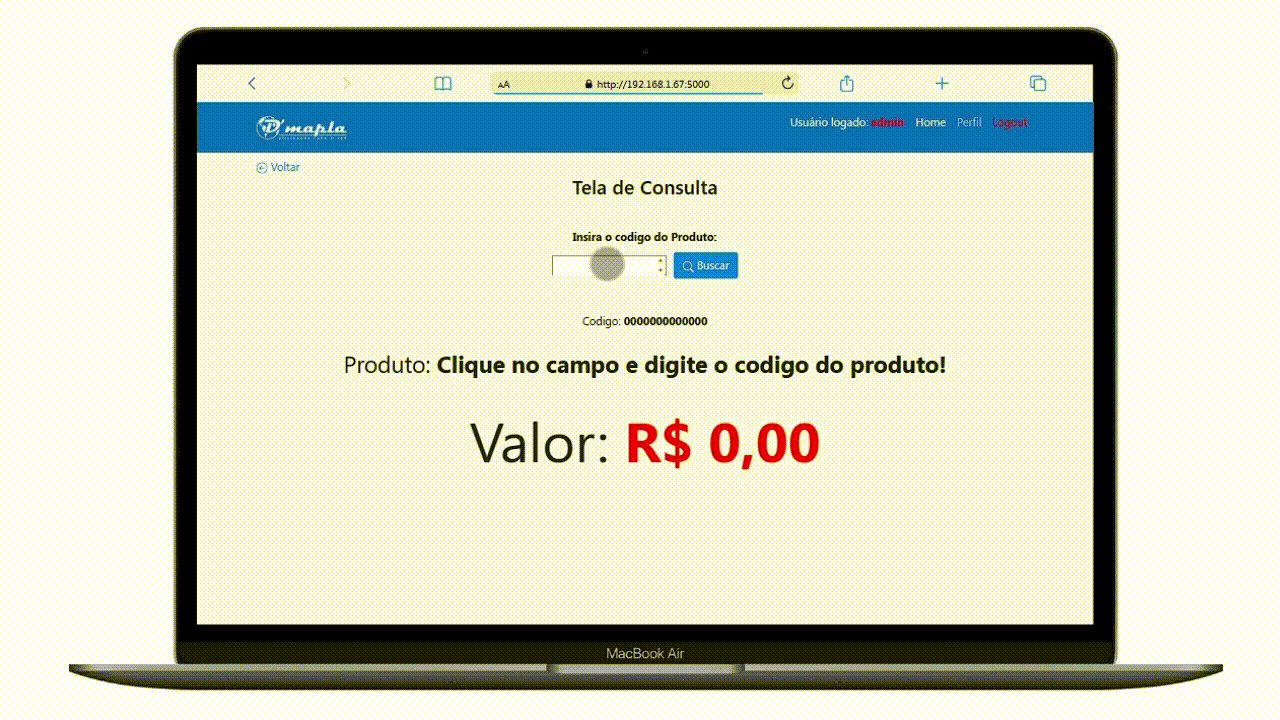 AA http://192.168.1.67:5000
D'mapla
Usuário logado: admin Home Perfil Logout
Voltar
Tela de Consulta
Insira o codigo do Produto:
Buscar
Codigo: 0000000000000
Produto: Clique no campo e digite o codigo do produto!
Valor: R$ 0,00
MacBook Air